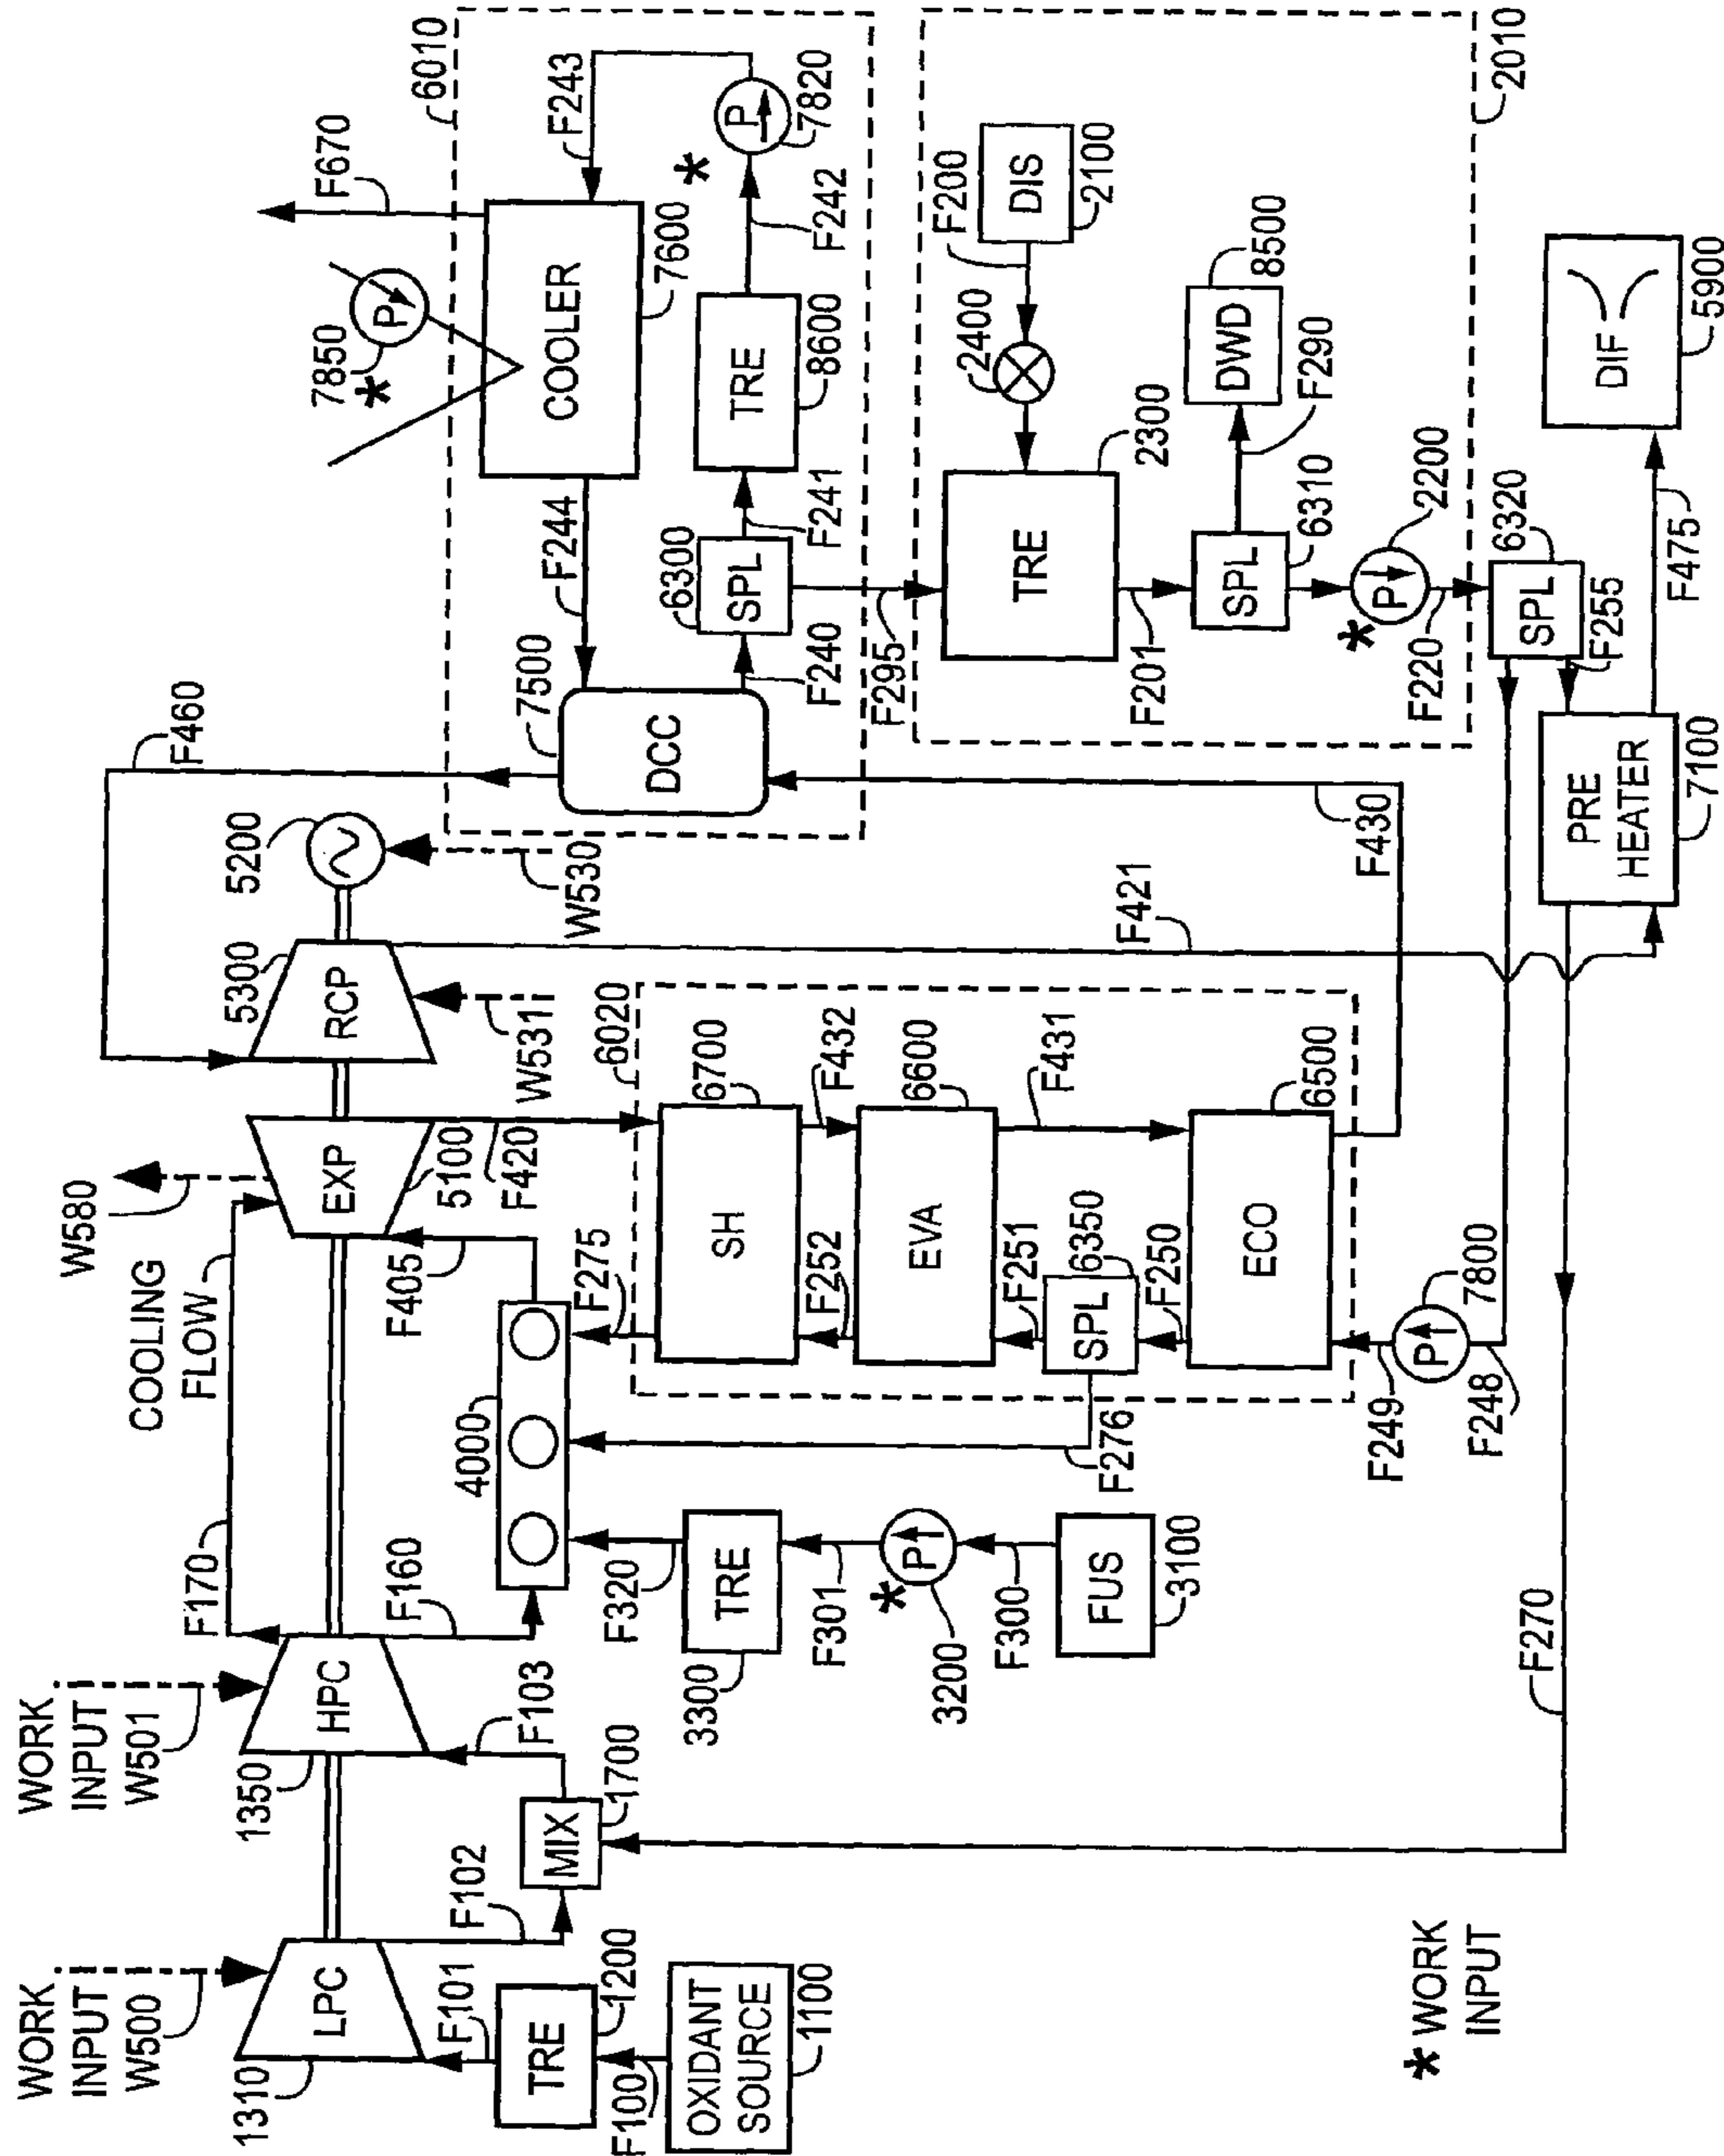 WORK
INPUT
W500
1310
LPC
F101
TRE
1200
F100
OXIDANT
SOURCE
1100
F102
MIX
1700
F103
WORK
INPUT
W501
1350
HPC
F170
F160
COOLING
FLOW
4000
F405
W580
EXP
5100
F420
F320
TRE
3300
F301
*
P
3200
F300
FUS
3100
F275
F276
6020
SH
6700
F432
F252
EVA
6600
F431
F251
SPL
6350
F250
ECO
6500
F249
P
7800
F248
F270
5300
RCP
W531
5200
W530
F421
F460
F430
7500
DCC
F244
6010
F670
7850
*
P
COOLER
7600
F243
P
7820
*
F242
TRE
8600
F241
6300
SPL
F240
F295
F200
DIS
2100
2400
TRE
2300
F201
SPL
6310
DWD
8500
F290
*
P
2200
F220
2010
SPL
6320
F255
PRE
HEATER
7100
F475
DIF
5900
* WORK
INPUT